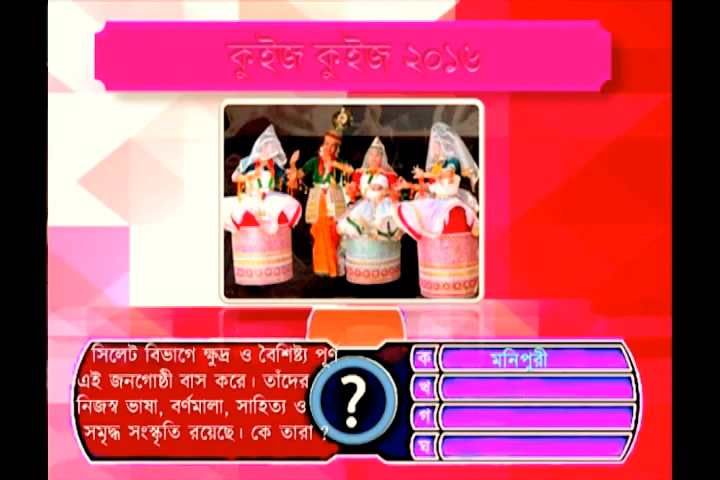 কুইজ কুইজ ২০১৬
সিলেট বিভাগে ক্ষুদ্র ও বৈশিষ্ট্য পূর্ণ
এই জনগোষ্ঠী বাস করে। তাঁদের
নিজস্ব ভাষা, বর্ণমালা, সাহিত্য ও
সমৃদ্ধ সংস্কৃতি রয়েছে। কে তারা ?
?
ক মনিপুরী
খ
গ
ঘ